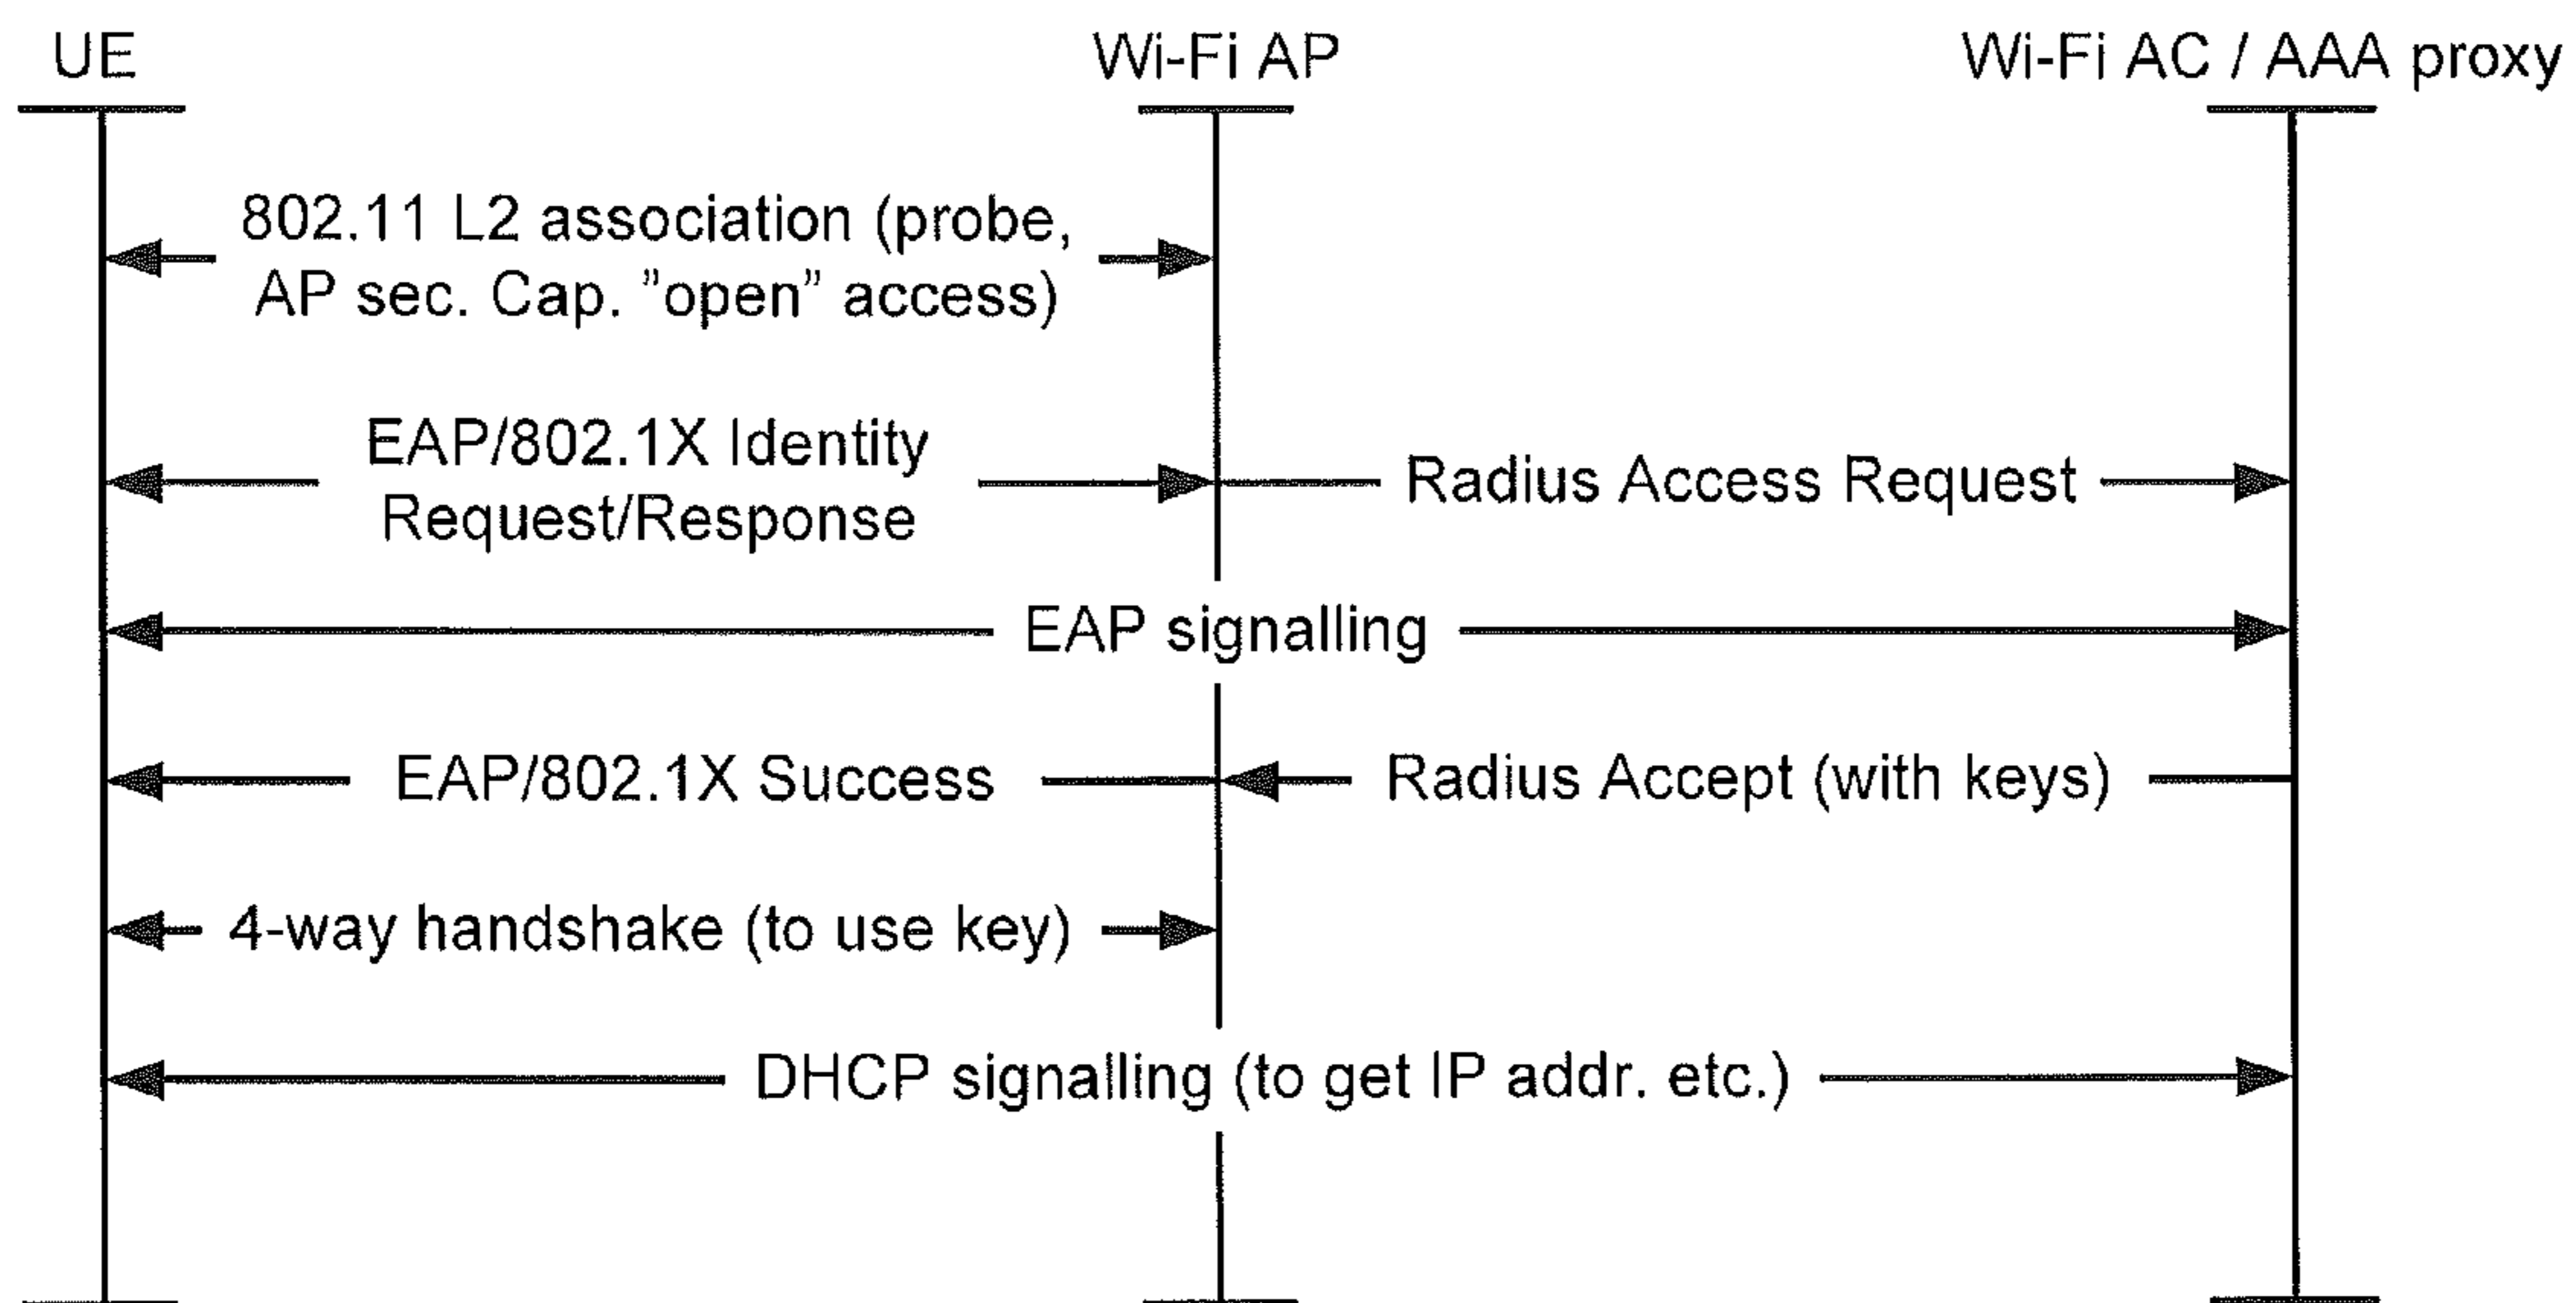 UE
Wi-Fi AP
Wi-Fi AC / AAA proxy
802.11 L2 association (probe,
AP sec. Cap. ”open” access)
EAP/802.1X Identity
Request/Response
Radius Access Request
EAP signalling
EAP/802.1X Success
Radius Accept (with keys)
4-way handshake (to use key)
DHCP signalling (to get IP addr. etc.)